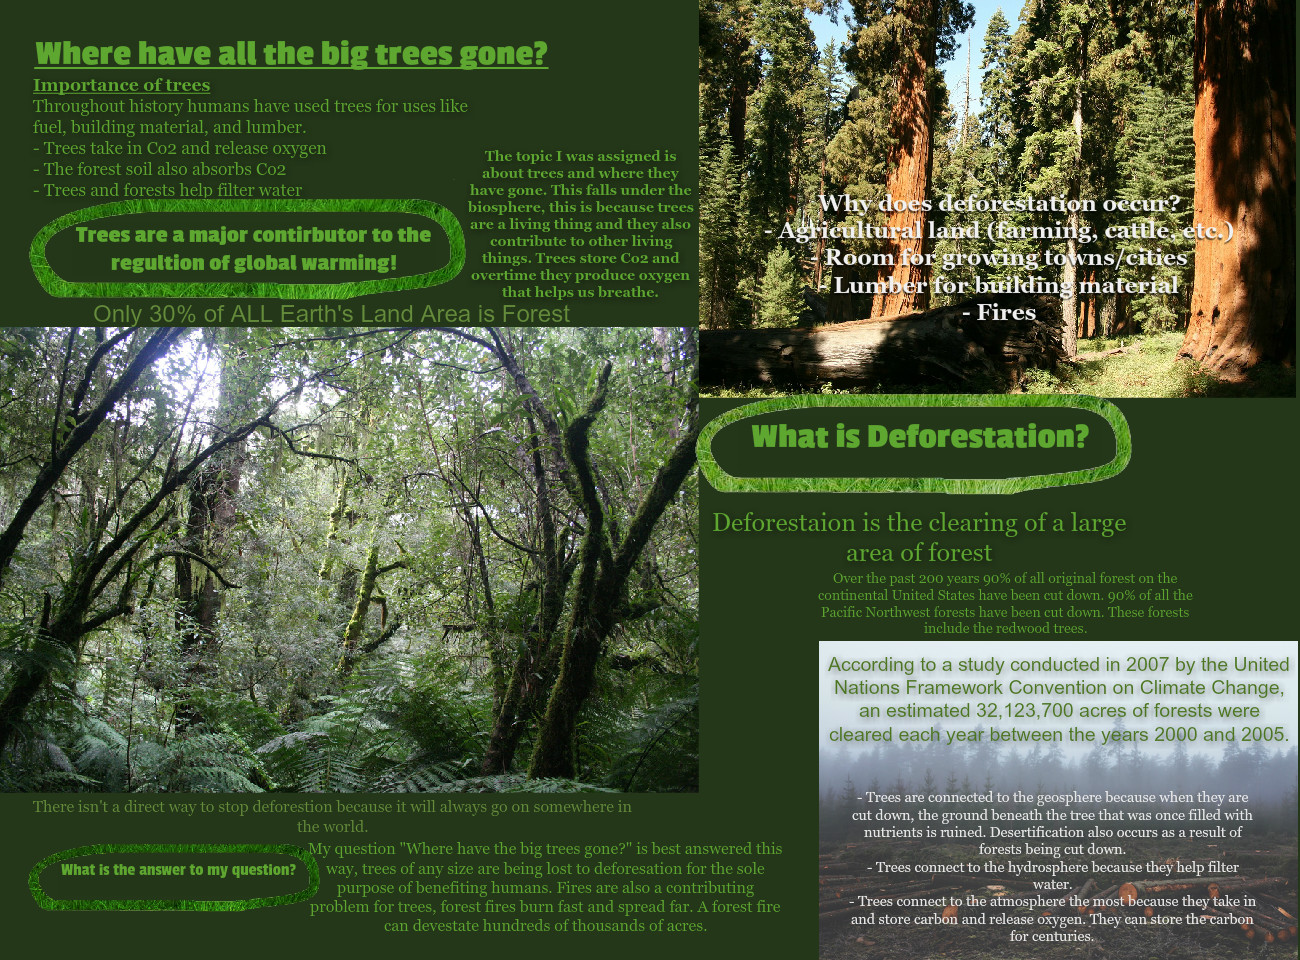 Where have all the big trees gone?
Importance of trees
Throughout history humans have used trees for uses like
fuel, building material, and lumber.
- Trees take in Co2 and release oxygen
- The forest soil also absorbs Co2
- Trees and forests help filter water
Trees are a major contirbutor to the
regultion of global warming!
The topic I was assigned is
about trees and where they
have gone. This falls under the
biosphere, this is because trees
are a living thing and they also
contribute to other living
things. Trees store Co2 and
overtime they produce oxygen
that helps us breathe.
Only 30% of ALL Earth's Land Area is Forest
Why does deforestation occur?
- Agricultural land (farming, cattle, etc.)
- Room for growing towns/cities
- Lumber for building material
- Fires
What is Deforestation?
Deforestaion is the clearing of a large
area of forest
Over the past 200 years 90% of all original forest on the
continental United States have been cut down. 90% of all the
Pacific Northwest forests have been cut down. These forests
include the redwood trees.
According to a study conducted in 2007 by the United
Nations Framework Convention on Climate Change,
an estimated 32,123,700 acres of forests were
cleared each year between the years 2000 and 2005.
- Trees are connected to the geosphere because when they are
cut down, the ground beneath the tree that was once filled with
nutrients is ruined. Desertification also occurs as a result of
forests being cut down.
- Trees connect to the hydrosphere because they help filter
water.
- Trees connect to the atmosphere the most because they take in
and store carbon and release oxygen. They can store the carbon
for centuries.
There isn't a direct way to stop deforestion because it will always go on somewhere in
the world.
What is the answer to my question?
My question "Where have the big trees gone?" is best answered this
way, trees of any size are being lost to deforesation for the sole
purpose of benefiting humans. Fires are also a contributing
problem for trees, forest fires burn fast and spread far. A forest fire
can devestate hundreds of thousands of acres.